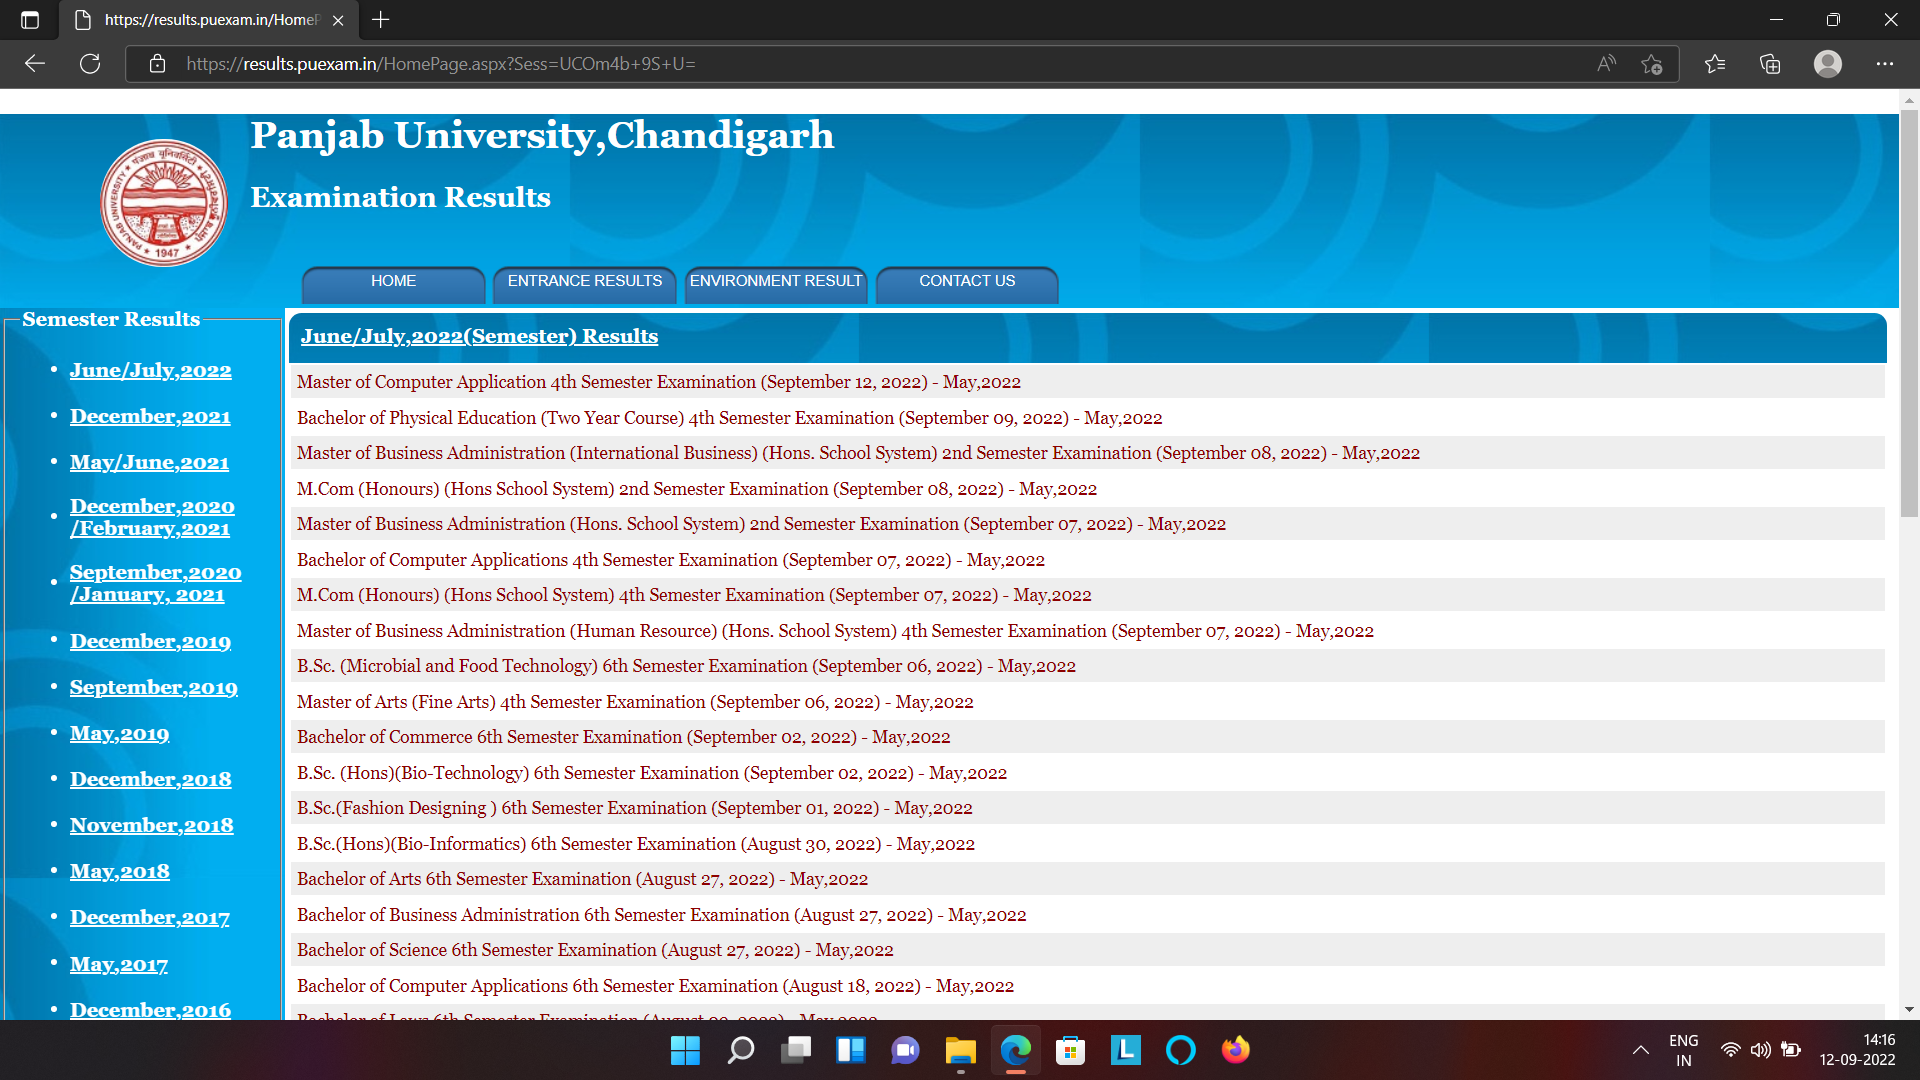 https://results.puexam.in/HomeP
https://results.puexam.in/HomePage.aspx?Sess=UCOm4b+9S+U=
Panjab University,Chandigarh
Examination Results
पंजाब यूनिवर्सिटी
PANJAB UNIVERSITY
1947
HOME
ENTRANCE RESULTS
ENVIRONMENT RESULT
CONTACT US
Semester Results
June/July,2022
December,2021
May/June,2021
December,2020
/February,2021
September,2020
/January, 2021
December,2019
September,2019
May,2019
December,2018
November,2018
May,2018
December,2017
May,2017
December,2016
June/July,2022(Semester) Results
Master of Computer Application 4th Semester Examination (September 12, 2022) - May,2022
Bachelor of Physical Education (Two Year Course) 4th Semester Examination (September 09, 2022) - May,2022
Master of Business Administration (International Business) (Hons. School System) 2nd Semester Examination (September 08, 2022) - May,2022
M.Com (Honours) (Hons School System) 2nd Semester Examination (September 08, 2022) - May,2022
Master of Business Administration (Hons. School System) 2nd Semester Examination (September 07, 2022) - May,2022
Bachelor of Computer Applications 4th Semester Examination (September 07, 2022) - May,2022
M.Com (Honours) (Hons School System) 4th Semester Examination (September 07, 2022) - May,2022
Master of Business Administration (Human Resource) (Hons. School System) 4th Semester Examination (September 07, 2022) - May,2022
B.Sc. (Microbial and Food Technology) 6th Semester Examination (September 06, 2022) - May,2022
Master of Arts (Fine Arts) 4th Semester Examination (September 06, 2022) - May,2022
Bachelor of Commerce 6th Semester Examination (September 02, 2022) - May,2022
B.Sc. (Hons)(Bio-Technology) 6th Semester Examination (September 02, 2022) - May,2022
B.Sc.(Fashion Designing ) 6th Semester Examination (September 01, 2022) - May,2022
B.Sc.(Hons)(Bio-Informatics) 6th Semester Examination (August 30, 2022) - May,2022
Bachelor of Arts 6th Semester Examination (August 27, 2022) - May,2022
Bachelor of Business Administration 6th Semester Examination (August 27, 2022) - May,2022
Bachelor of Science 6th Semester Examination (August 27, 2022) - May,2022
Bachelor of Computer Applications 6th Semester Examination (August 18, 2022) - May,2022
Bachelor of Laws 6th Semester Examination (August 2022) - May,2022
ENG
IN
14:16
12-09-2022